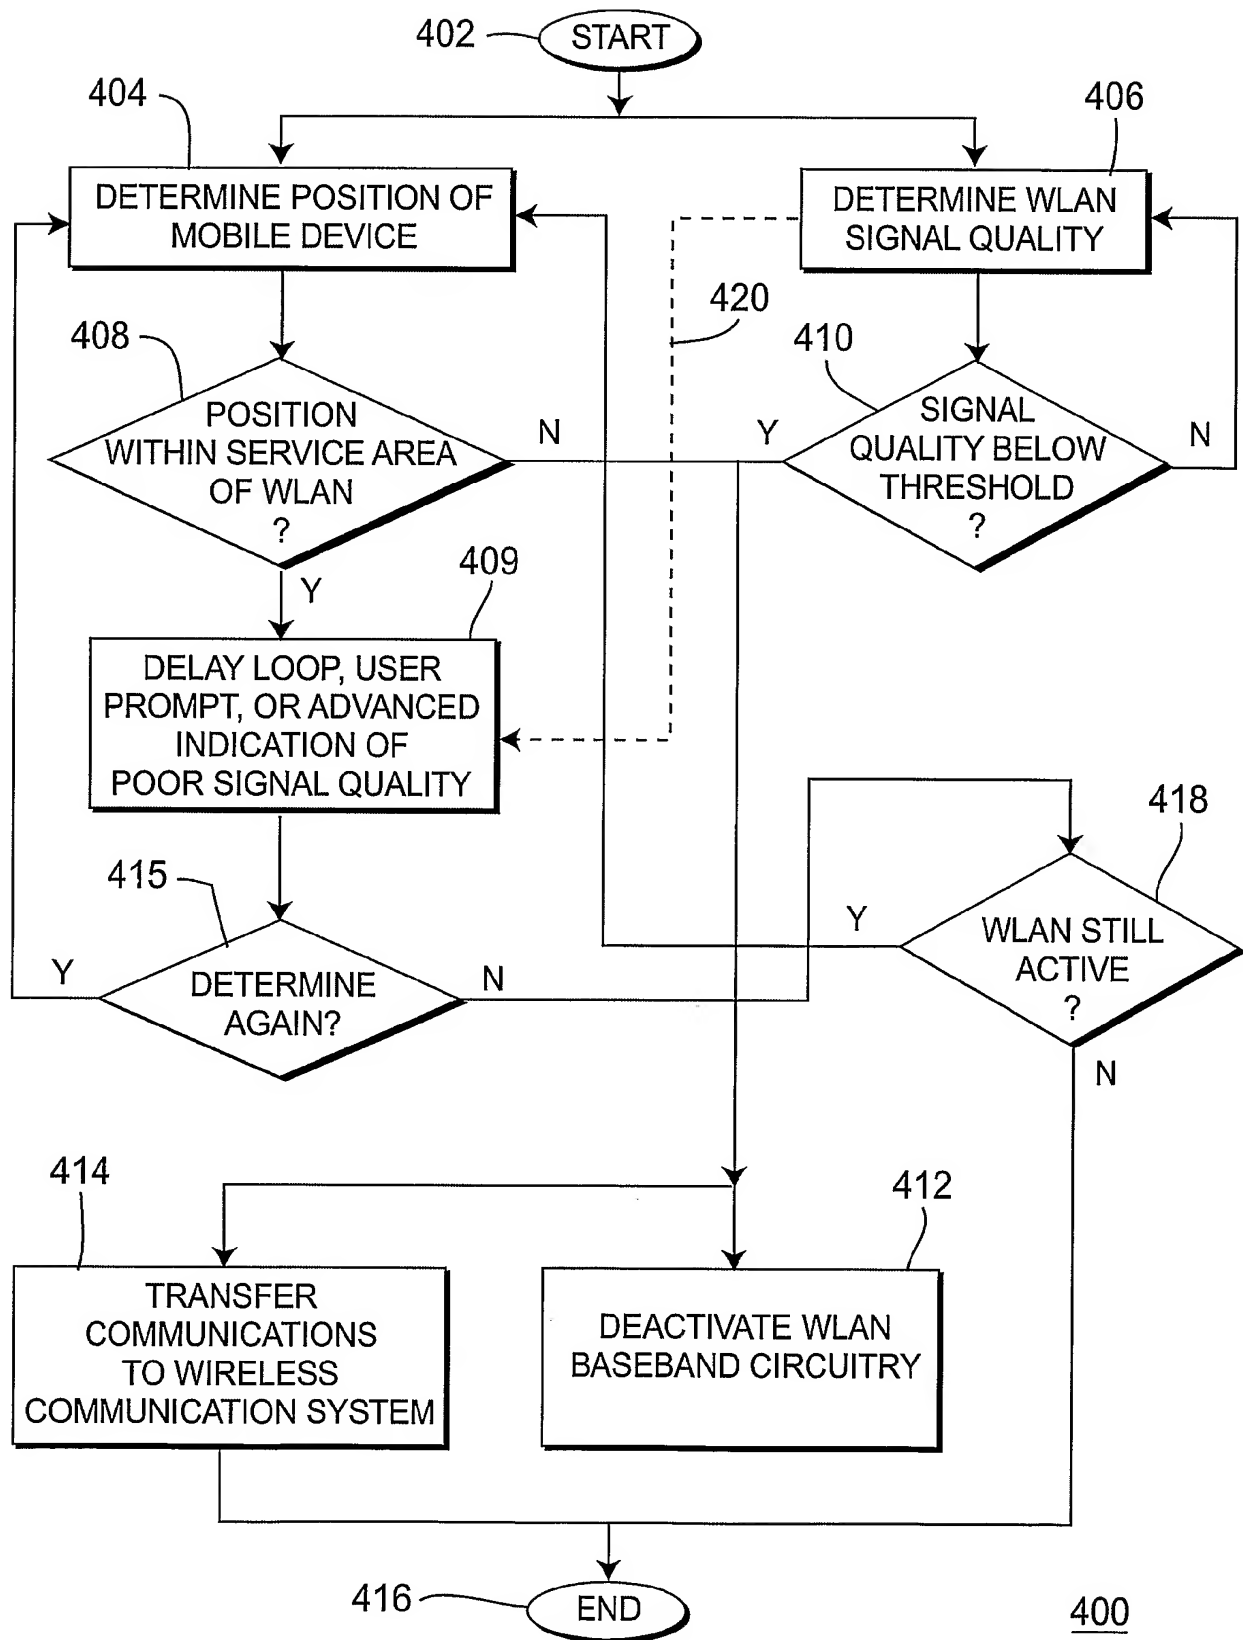 402
START
404
406
DETERMINE POSITION OF
MOBILE DEVICE
DETERMINE WLAN
SIGNAL QUALITY
420
408
410
POSITION
WITHIN SERVICE AREA
OF WLAN
?
N
Y
SIGNAL
QUALITY BELOW
THRESHOLD
?
N
Y
409
DELAY LOOP, USER
PROMPT, OR ADVANCED
INDICATION OF
POOR SIGNAL QUALITY
418
415
Y
DETERMINE
AGAIN?
N
Y
WLAN STILL
ACTIVE
?
N
414
412
TRANSFER
COMMUNICATIONS
TO WIRELESS
COMMUNICATION SYSTEM
DEACTIVATE WLAN
BASEBAND CIRCUITRY
416
END
400